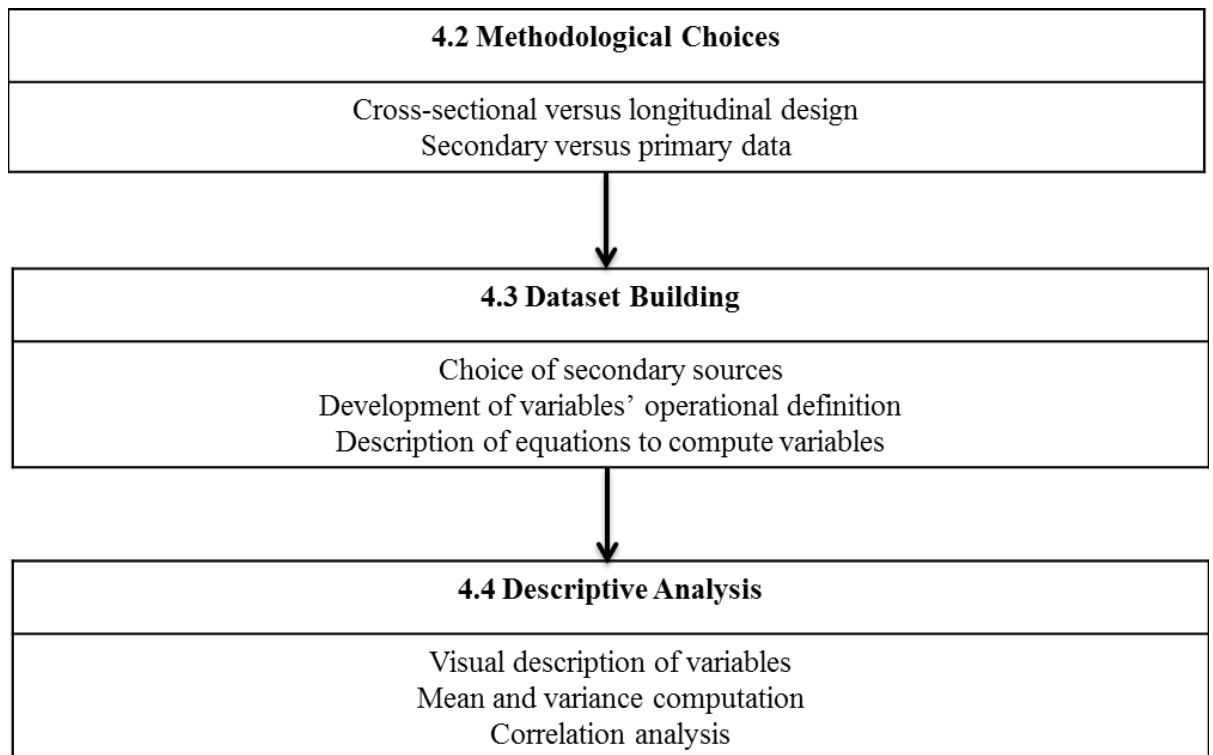 4.2 Methodological Choices
Cross-sectional versus longitudinal design
Secondary versus primary data
4.3 Dataset Building
Choice of secondary sources
Development of variables’ operational definition
Description of equations to compute variables
4.4 Descriptive Analysis
Visual description of variables
Mean and variance computation
Correlation analysis